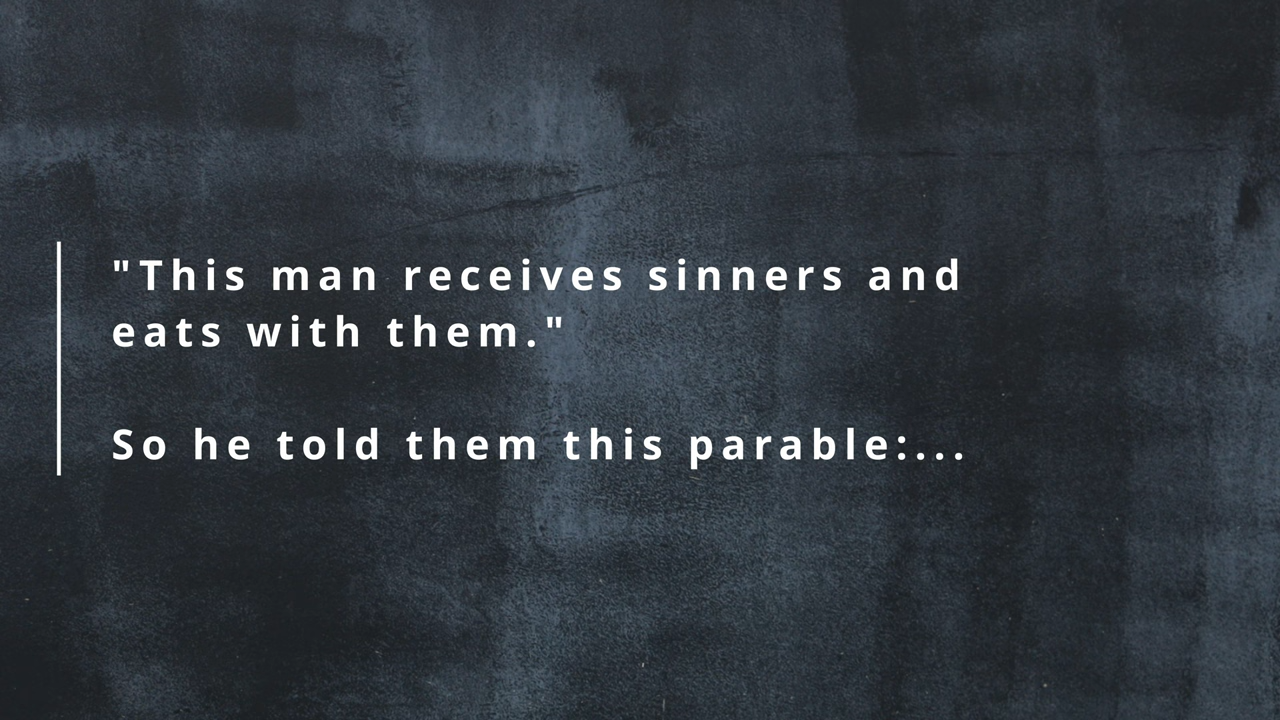 "This man receives sinners and
eats with them."
So he told them this parable:...